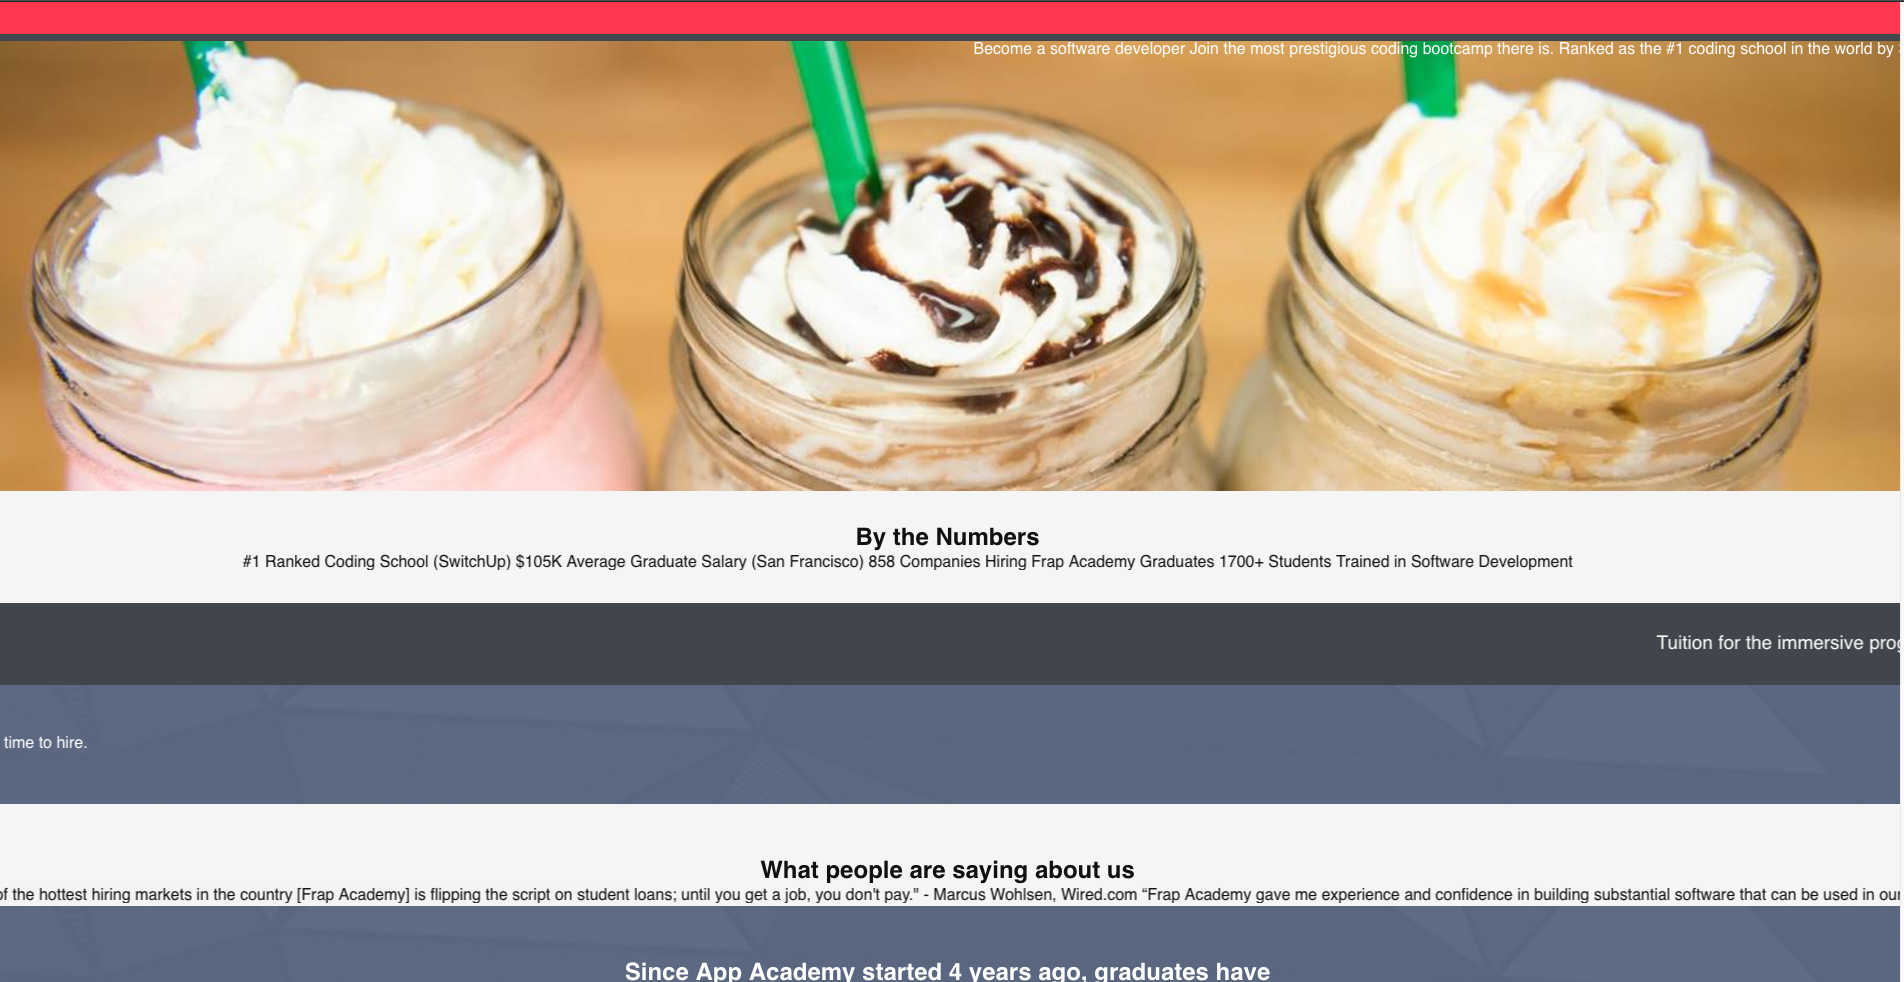 Become a software developer Join the most prestigious coding bootcamp there is. Ranked as the #1 coding school in the world by
By the Numbers
#1 Ranked Coding School (SwitchUp) $105K Average Graduate Salary (San Francisco) 858 Companies Hiring Frap Academy Graduates 1700+ Students Trained in Software Development
Tuition for the immersive prog
time to hire.
What people are saying about us
of the hottest hiring markets in the country [Frap Academy] is flipping the script on student loans; until you get a job, you don't pay." - Marcus Wohlsen, Wired.com “Frap Academy gave me experience and confidence in building substantial software that can be used in our
Since App Academy started 4 years ago, graduates have